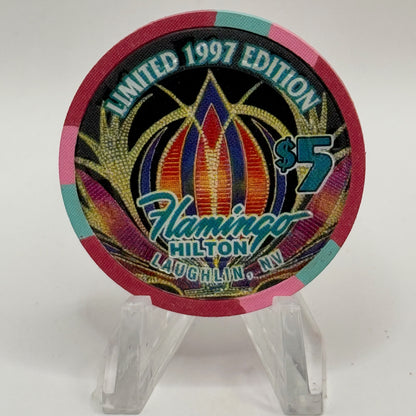 LIMITED 1997 EDITION
$5
Flamingo
HILTON
LAUGHLIN, NV